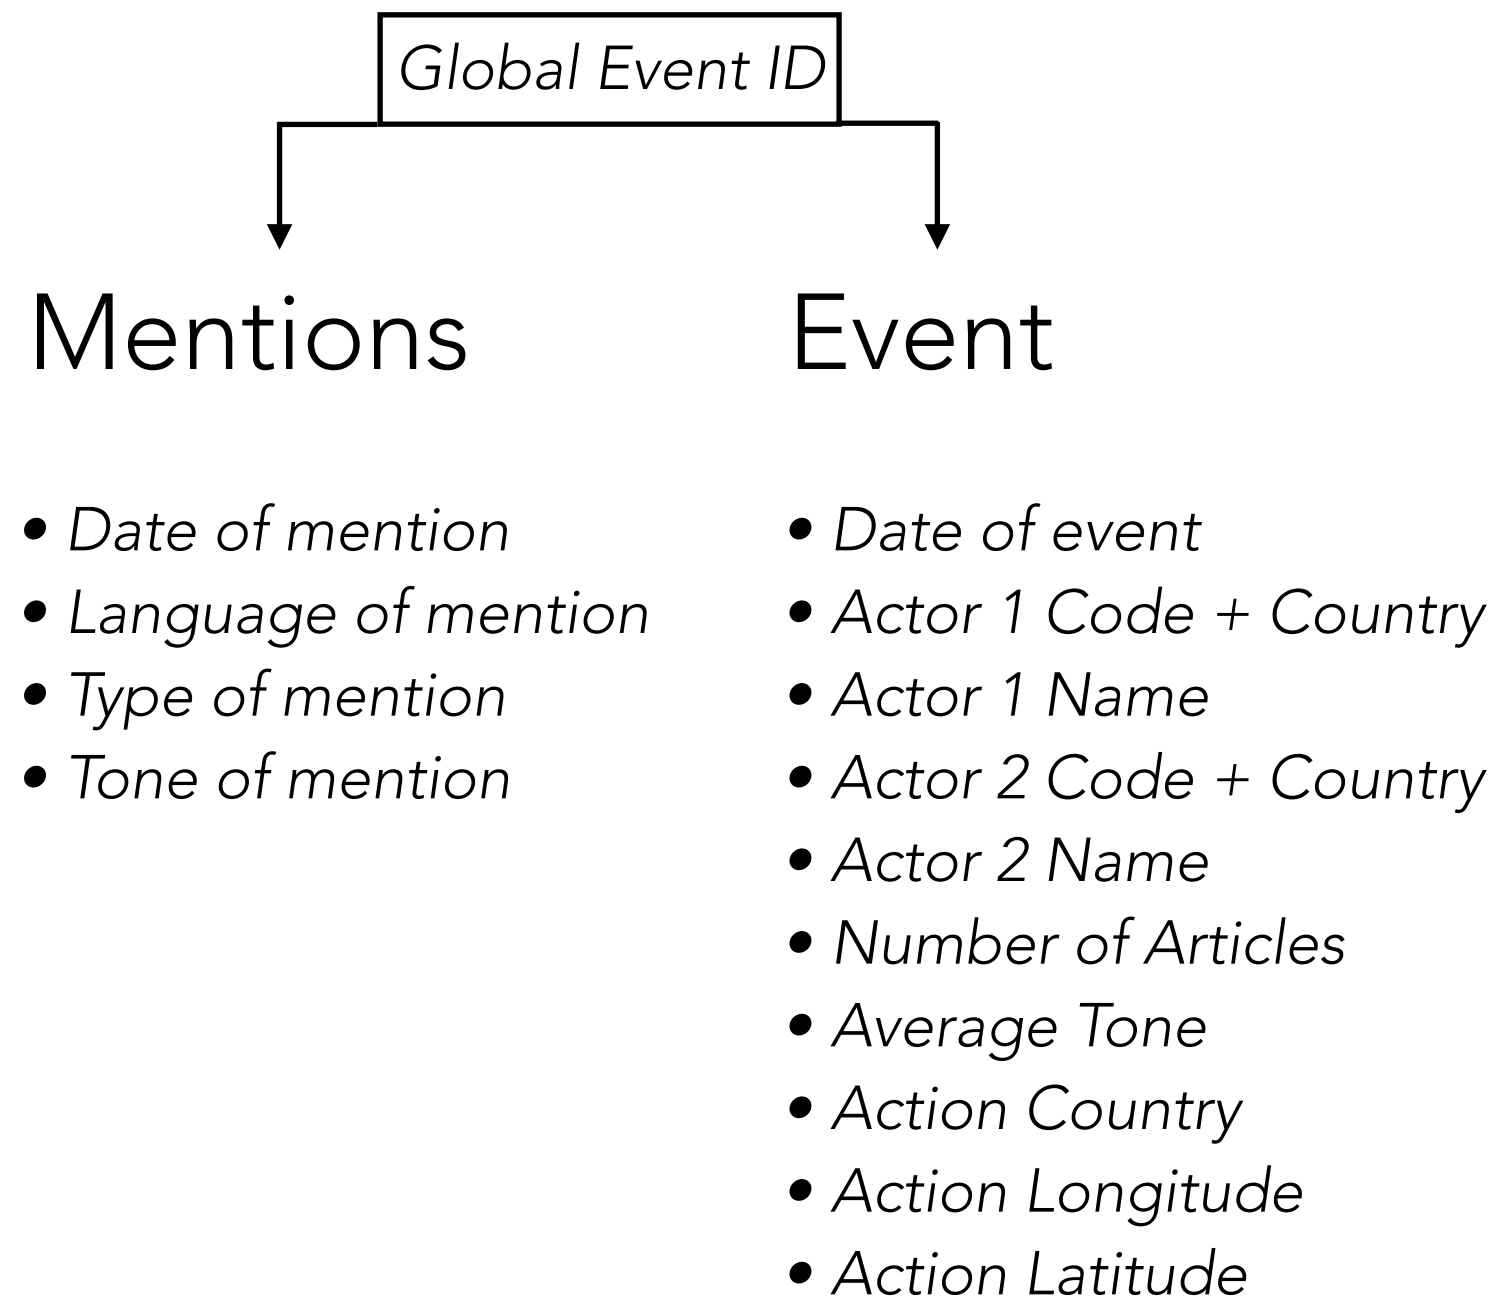 Global Event ID
Mentions
• Date of mention
• Language of mention
• Type of mention
• Tone of mention
Event
• Date of event
• Actor 1 Code + Country
• Actor 1 Name
• Actor 2 Code + Country
• Actor 2 Name
• Number of Articles
• Average Tone
• Action Country
• Action Longitude
• Action Latitude